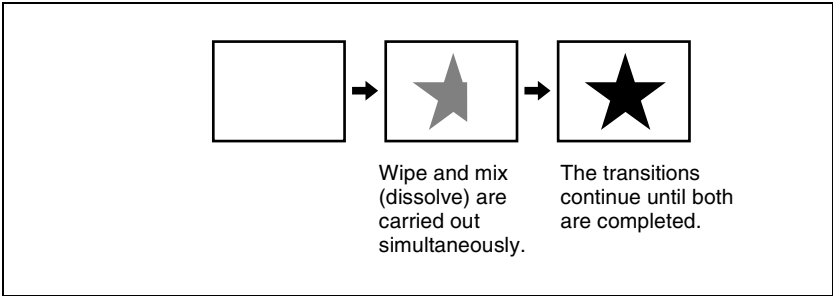 Wipe and mix
(dissolve) are
carried out
simultaneously.
The transitions
continue until both
are completed.